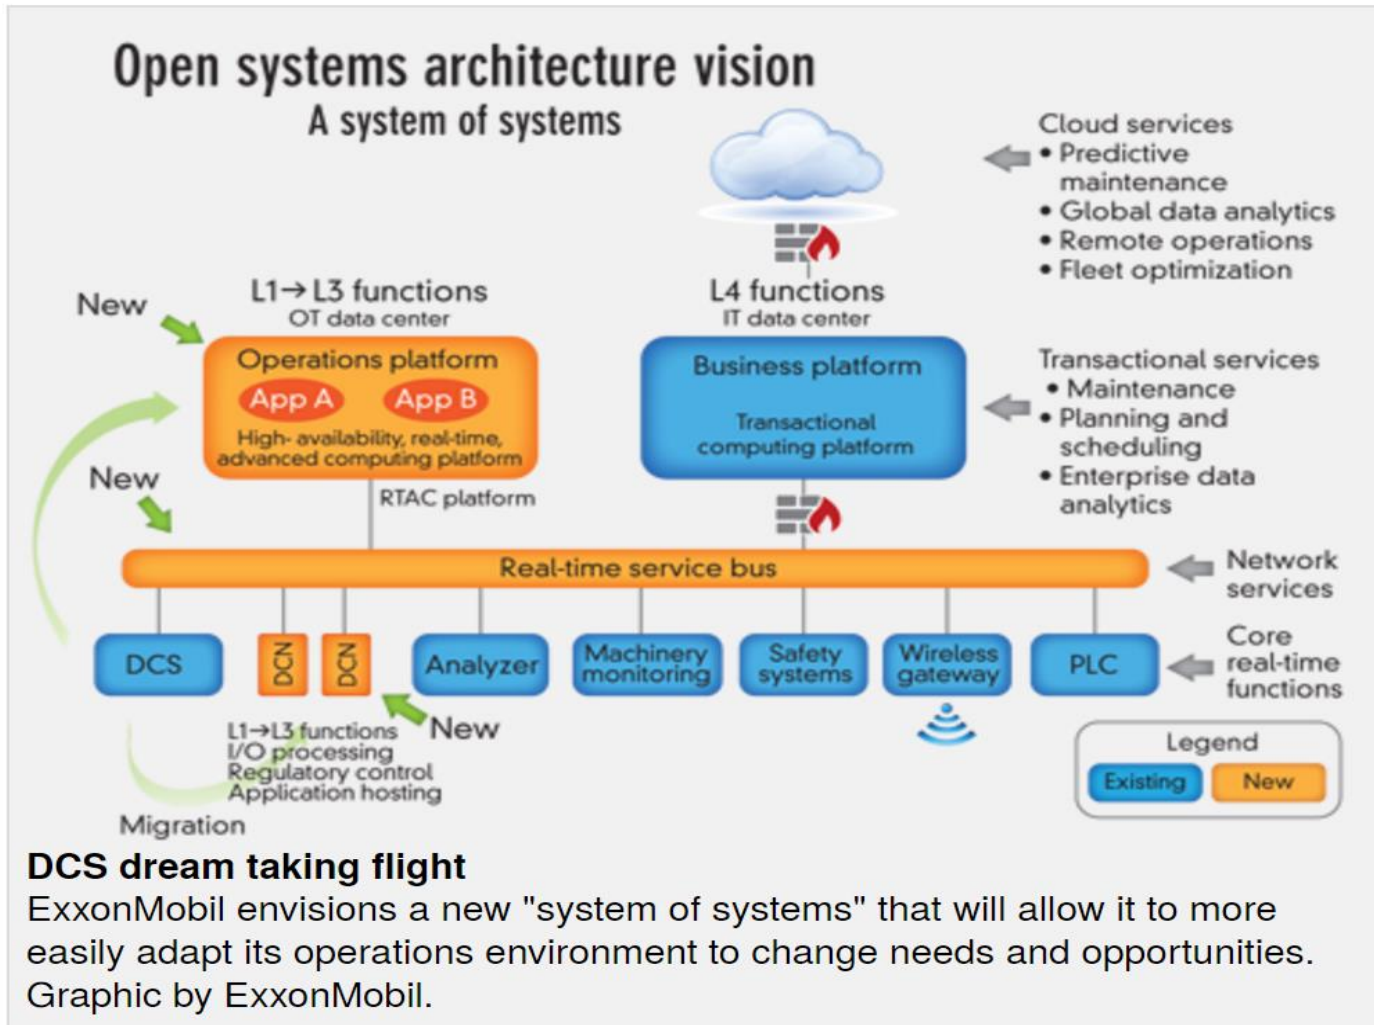 Open systems architecture vision
A system of systems
Cloud services
• Predictive
maintenance
• Global data analytics
• Remote operations
• Fleet optimization
New
L1→ L3 functions
OT data center
L4 functions
IT data center
Operations platform
App A
App B
High- availability, real-time,
advanced computing platform
Business platform
Transactional
computing platform
Transactional services
• Maintenance
• Planning and
scheduling
• Enterprise data
analytics
New
RTAC platform
Real-time service bus
Network
services
DCS
DCN
DCN
Analyzer
Machinery
monitoring
Safety
systems
Wireless
gateway
PLC
Core
real-time
functions
New
L1→L3 functions
I/O processing
Regulatory control
Application hosting
Migration
Legend
Existing
New
DCS dream taking flight
ExxonMobil envisions a new "system of systems" that will allow it to more
easily adapt its operations environment to change needs and opportunities.
Graphic by ExxonMobil.